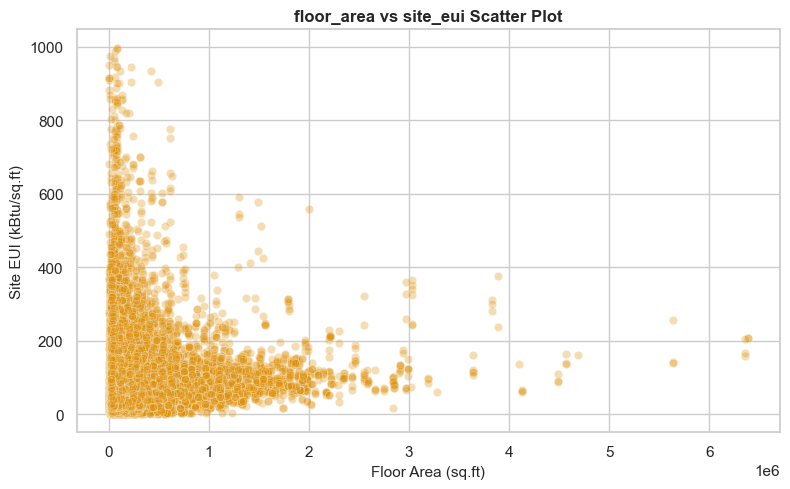 floor_area vs site_eui Scatter Plot
1000
800
600
400
200
0
Site EUI (kBtu/sq.ft)
0 1 2 3 4 5 6
1e6
Floor Area (sq.ft)